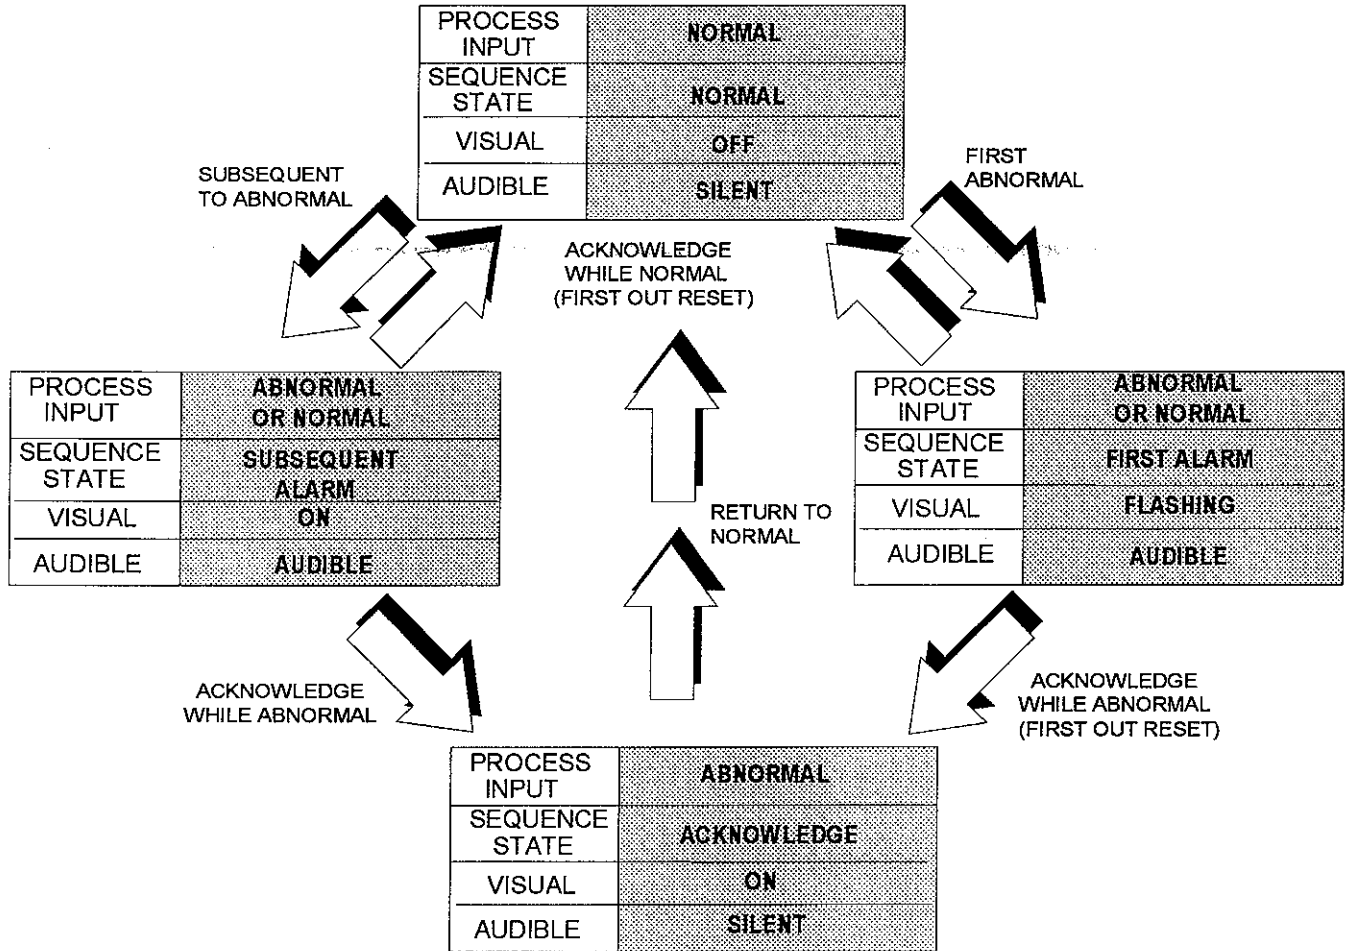 PROCESS
INPUT
NORMAL
SEQUENCE
STATE
NORMAL
VISUAL
OFF
AUDIBLE
SILENT
SUBSEQUENT
TO ABNORMAL
FIRST
ABNORMAL
ACKNOWLEDGE
WHILE NORMAL
(FIRST OUT RESET)
PROCESS
INPUT
ABNORMAL
OR NORMAL
SEQUENCE
STATE
SUBSEQUENT
ALARM
VISUAL
ON
AUDIBLE
AUDIBLE
RETURN TO
NORMAL
PROCESS
INPUT
ABNORMAL
OR NORMAL
SEQUENCE
STATE
FIRST ALARM
VISUAL
FLASHING
AUDIBLE
AUDIBLE
ACKNOWLEDGE
WHILE ABNORMAL
ACKNOWLEDGE
WHILE ABNORMAL
(FIRST OUT RESET)
PROCESS
INPUT
ABNORMAL
SEQUENCE
STATE
ACKNOWLEDGE
VISUAL
ON
AUDIBLE
SILENT